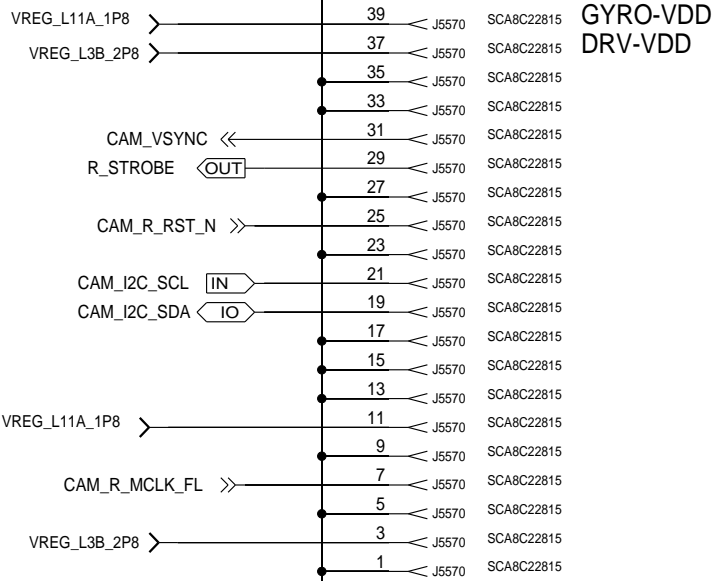 VREG_L11A_1P8 39 J5570 SCA8C22815 GYRO-VDD
VREG_L3B_2P8 37 J5570 SCA8C22815 DRV-VDD
35 J5570 SCA8C22815
33 J5570 SCA8C22815
CAM_VSYNC 31 J5570 SCA8C22815
R_STROBE OUT 29 J5570 SCA8C22815
27 J5570 SCA8C22815
CAM_R_RST_N 25 J5570 SCA8C22815
23 J5570 SCA8C22815
CAM_I2C_SCL IN 21 J5570 SCA8C22815
CAM_I2C_SDA IO 19 J5570 SCA8C22815
17 J5570 SCA8C22815
15 J5570 SCA8C22815
13 J5570 SCA8C22815
VREG_L11A_1P8 11 J5570 SCA8C22815
9 J5570 SCA8C22815
CAM_R_MCLK_FL 7 J5570 SCA8C22815
5 J5570 SCA8C22815
VREG_L3B_2P8 3 J5570 SCA8C22815
1 J5570 SCA8C22815